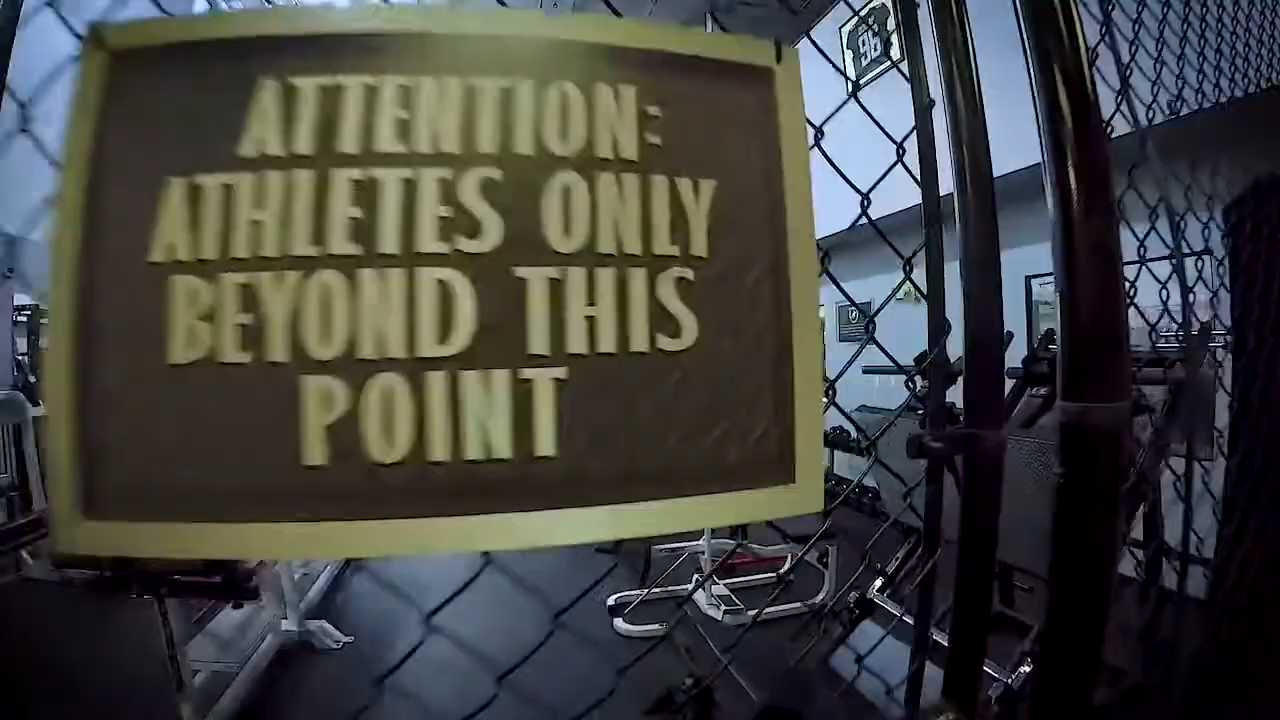 ATTENTION:
ATHLETES ONLY
BEYOND THIS
POINT
96